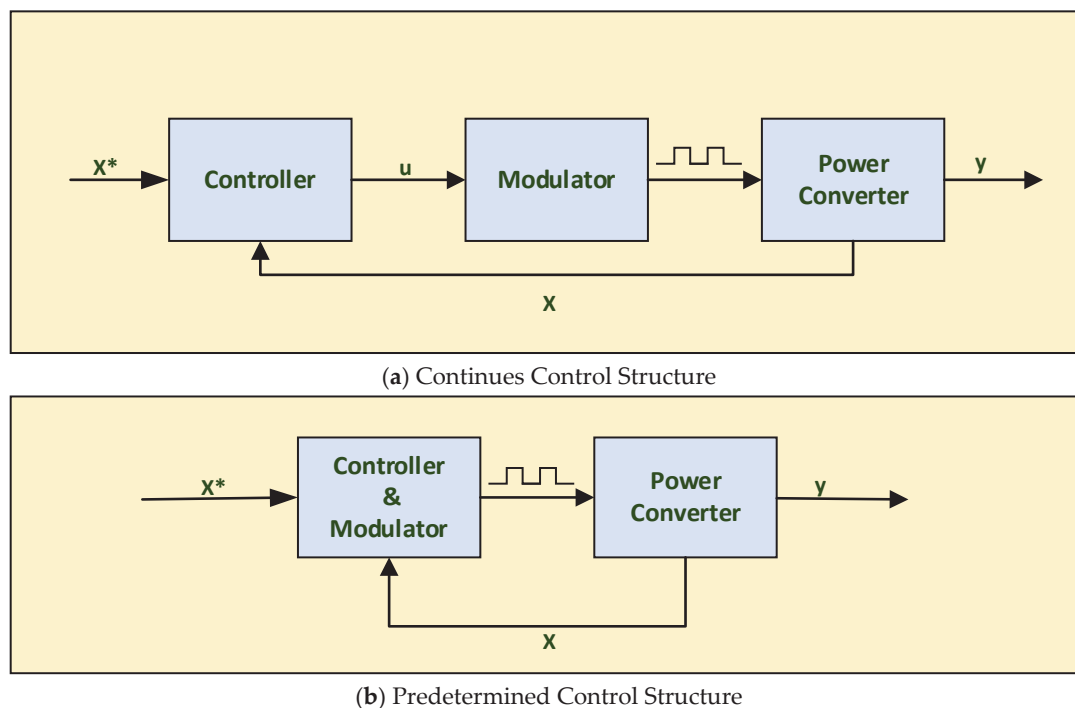 X*
Controller
u
Modulator
Power
Converter
y
X
(a) Continues Control Structure
X*
Controller
&
Modulator
Power
Converter
y
X
(b) Predetermined Control Structure